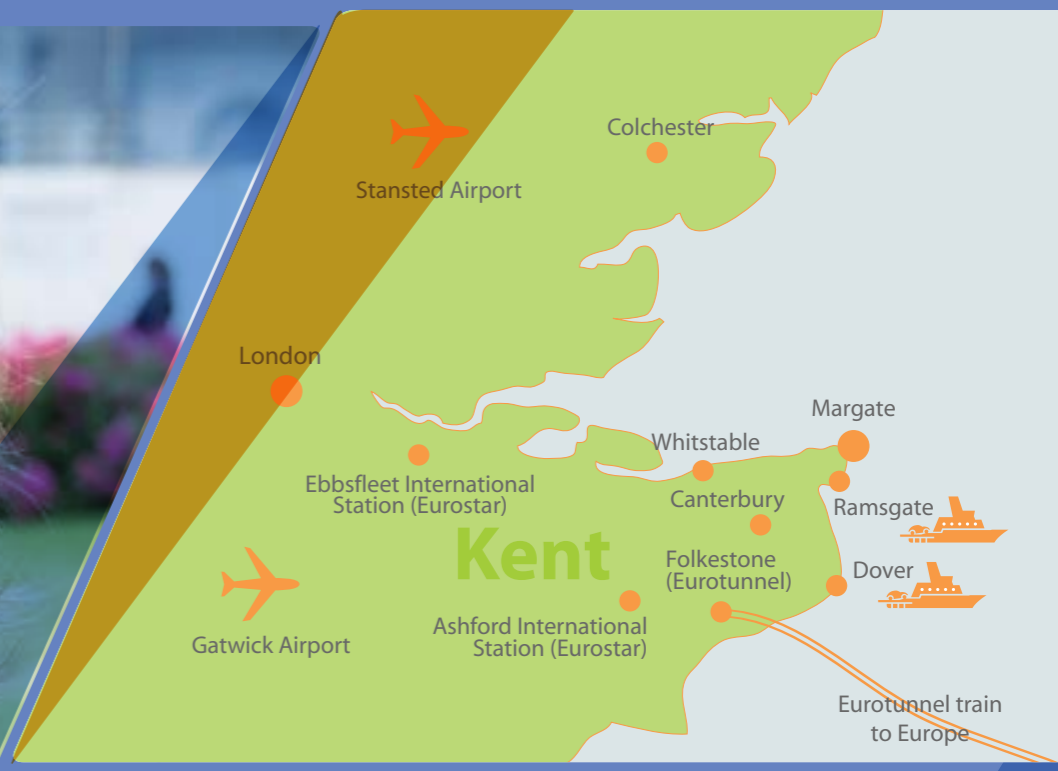 Colchester
Stansted Airport
London
Margate
Whitstable
Ebbsfleet International
Station (Eurostar)
Canterbury
Ramsgate
Kent
Folkestone
(Eurotunnel)
Dover
Ashford International
Station (Eurostar)
Gatwick Airport
Eurotunnel train
to Europe